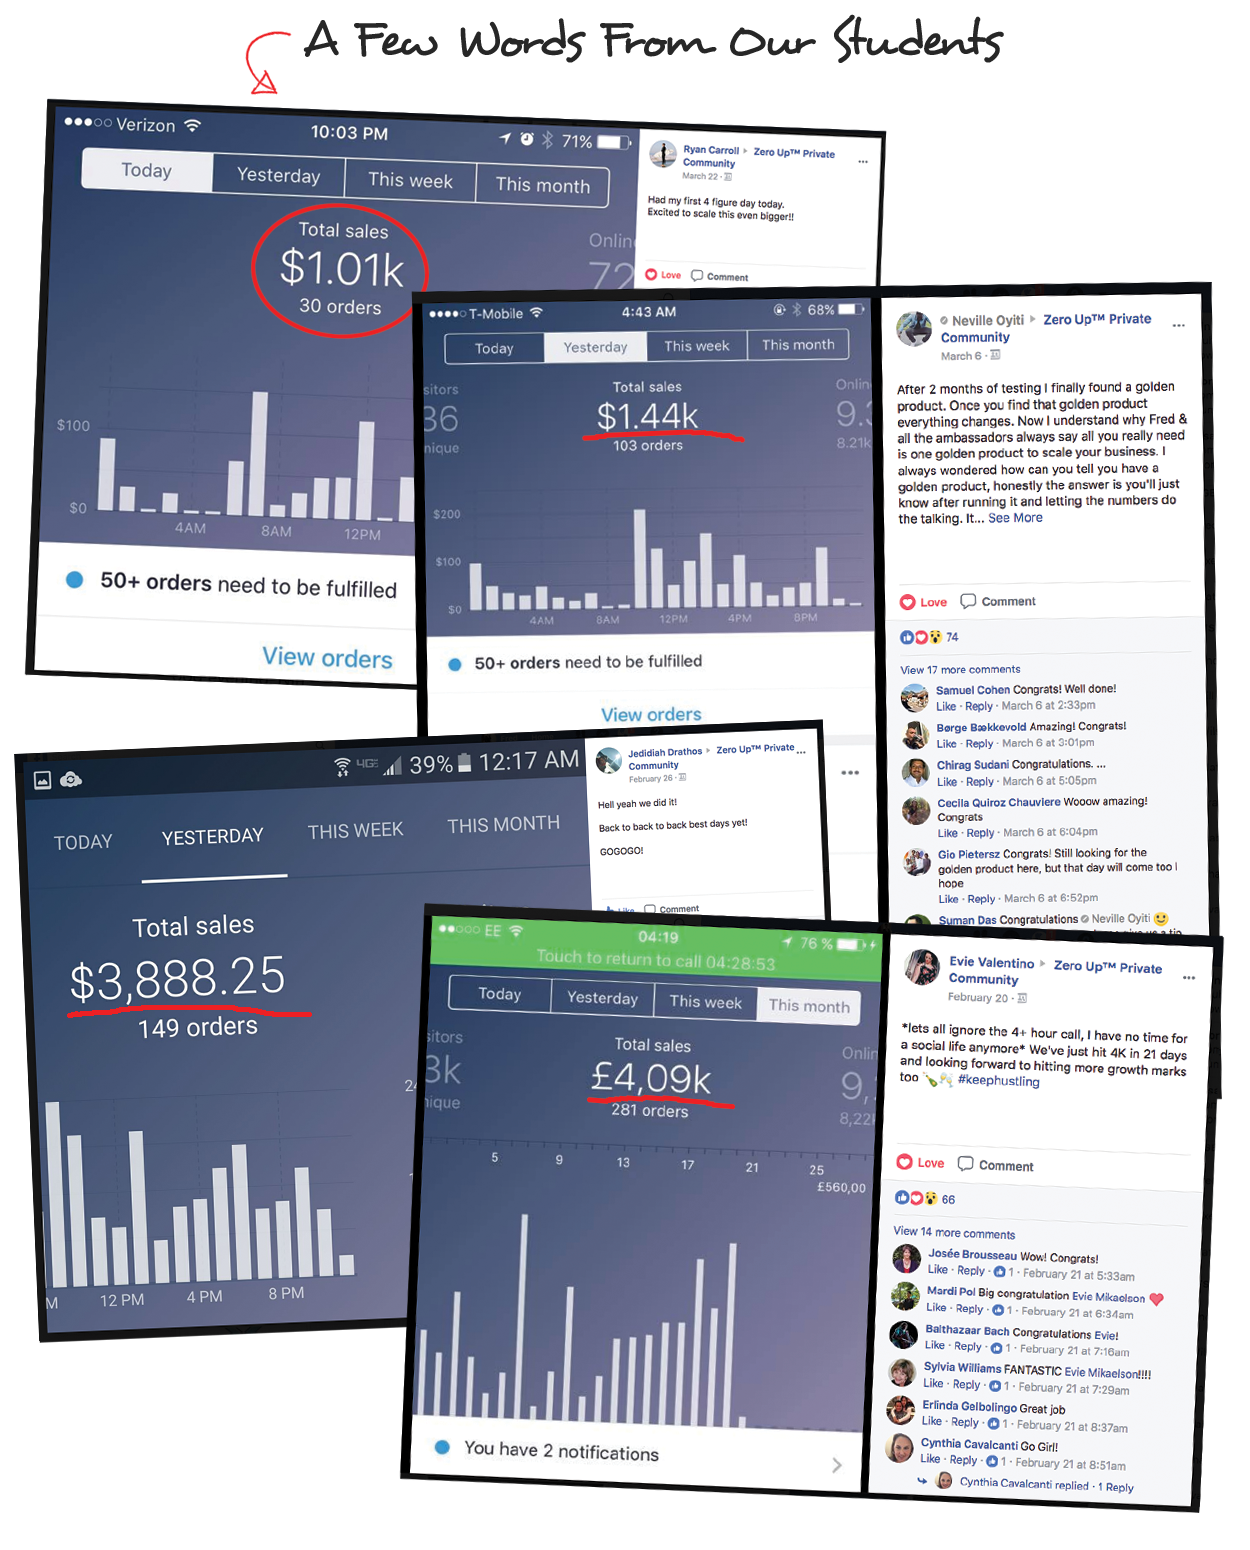 A Few Words From Our Students
Verizon
10:03 PM
71%
Today
Yesterday
This week
This month
Total sales
$1.01k
30 orders
Onlin
72
$100
$0
4AM
8AM
12PM
50+ orders need to be fulfilled
View orders
Ryan Carroll ▸ Zero Up™ Private
Community
March 22 ·
Had my first 4 figure day today.
Excited to scale this even bigger!!
Love
Comment
T-Mobile
4:43 AM
68%
Today
Yesterday
This week
This month
sitors
36
nique
Total sales
$1.44k
103 orders
Onlin
9.
8.21k
$200
$100
$0
4AM
8AM
12PM
4PM
8PM
50+ orders need to be fulfilled
View orders
Neville Oyiti ▸ Zero Up™ Private
Community
March 6 ·
After 2 months of testing I finally found a golden
product. Once you find that golden product
everything changes. Now I understand why Fred &
all the ambassadors always say all you really need
is one golden product to scale your business. I
always wondered how can you tell you have a
golden product, honestly the answer is you'll just
know after running it and letting the numbers do
the talking. It... See More
Love
Comment
74
View 17 more comments
Samuel Cohen Congrats! Well done!
Like · Reply · March 6 at 2:33pm
Børge Bækkevold Amazing! Congrats!
Like · Reply · March 6 at 3:01pm
Chirag Sudani Congratulations. ...
Like · Reply · March 6 at 5:05pm
Cecila Quiroz Chauviere Wooow amazing!
Congrats
Like · Reply · March 6 at 6:04pm
Gio Pietersz Congrats! Still looking for the
golden product here, but that day will come too I
hope
Like · Reply · March 6 at 6:52pm
Suman Das Congratulations Neville Oyiti 🙂
4G
39%
12:17 AM
TODAY
YESTERDAY
THIS WEEK
THIS MONTH
Total sales
$3,888.25
149 orders
24
M
12 PM
4 PM
8 PM
Jedidiah Drathos ▸ Zero Up™ Private
Community
February 26 ·
Hell yeah we did it!
Back to back to back best days yet!
GOGOGO!
Like
Comment
EE
04:19
76 %
Touch to return to call 04:28:53
Today
Yesterday
This week
This month
sitors
3k
nique
Total sales
£4,09k
281 orders
Onlin
9,
8,22k
5
9
13
17
21
25
£560,00
You have 2 notifications
Evie Valentino ▸ Zero Up™ Private
Community
February 20 ·
*lets all ignore the 4+ hour call, I have no time for
a social life anymore* We've just hit 4K in 21 days
and looking forward to hitting more growth marks
too 🍾🥂 #keephustling
Love
Comment
66
View 14 more comments
Josée Brousseau Wow! Congrats!
Like · Reply · 1 · February 21 at 5:33am
Mardi Pol Big congratulation Evie Mikaelson ❤
Like · Reply · 1 · February 21 at 6:34am
Balthazaar Bach Congratulations Evie!
Like · Reply · 1 · February 21 at 7:16am
Sylvia Williams FANTASTIC Evie Mikaelson!!!!
Like · Reply · 1 · February 21 at 7:29am
Erlinda Gelbolingo Great job
Like · Reply · 1 · February 21 at 8:37am
Cynthia Cavalcanti Go Girl!
Like · Reply · 1 · February 21 at 8:51am
Cynthia Cavalcanti replied · 1 Reply